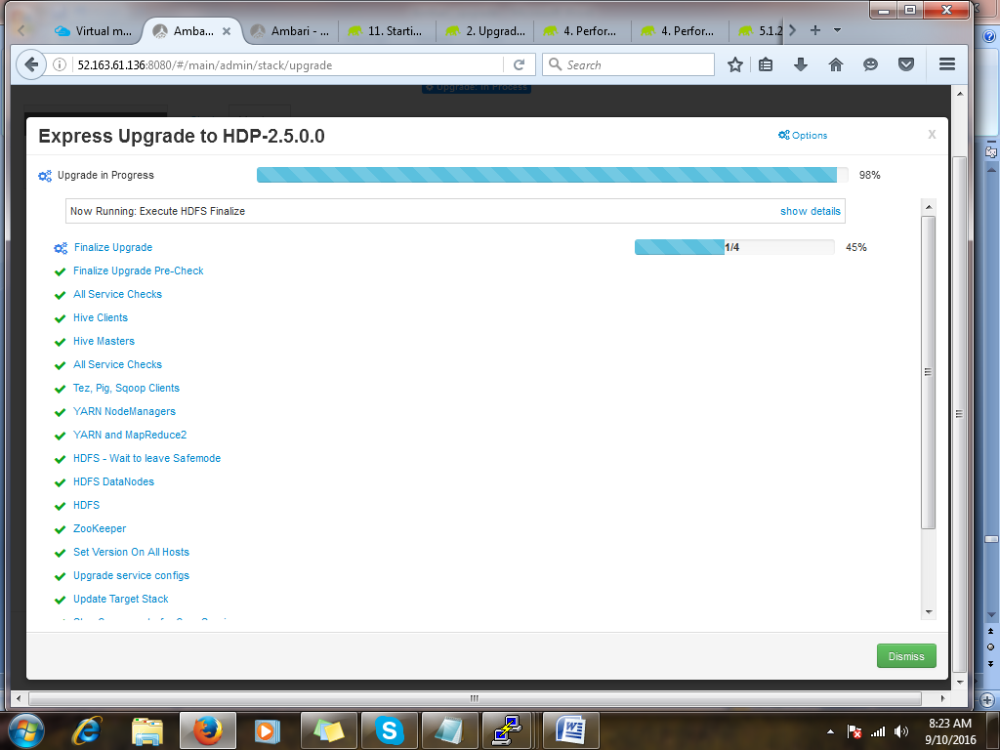 Virtual m...
Amba...
Ambari - ...
11. Starti...
2. Upgrad...
4. Perfor...
4. Perfor...
5.1.2
52.163.61.136:8080/#/main/admin/stack/upgrade
Search
Upgrade: In Process
Express Upgrade to HDP-2.5.0.0
Options
X
Upgrade in Progress
98%
Now Running: Execute HDFS Finalize
show details
Finalize Upgrade
1/4
45%
Finalize Upgrade Pre-Check
All Service Checks
Hive Clients
Hive Masters
All Service Checks
Tez, Pig, Sqoop Clients
YARN NodeManagers
YARN and MapReduce2
HDFS - Wait to leave Safemode
HDFS DataNodes
HDFS
ZooKeeper
Set Version On All Hosts
Upgrade service configs
Update Target Stack
Dismiss
8:23 AM
9/10/2016